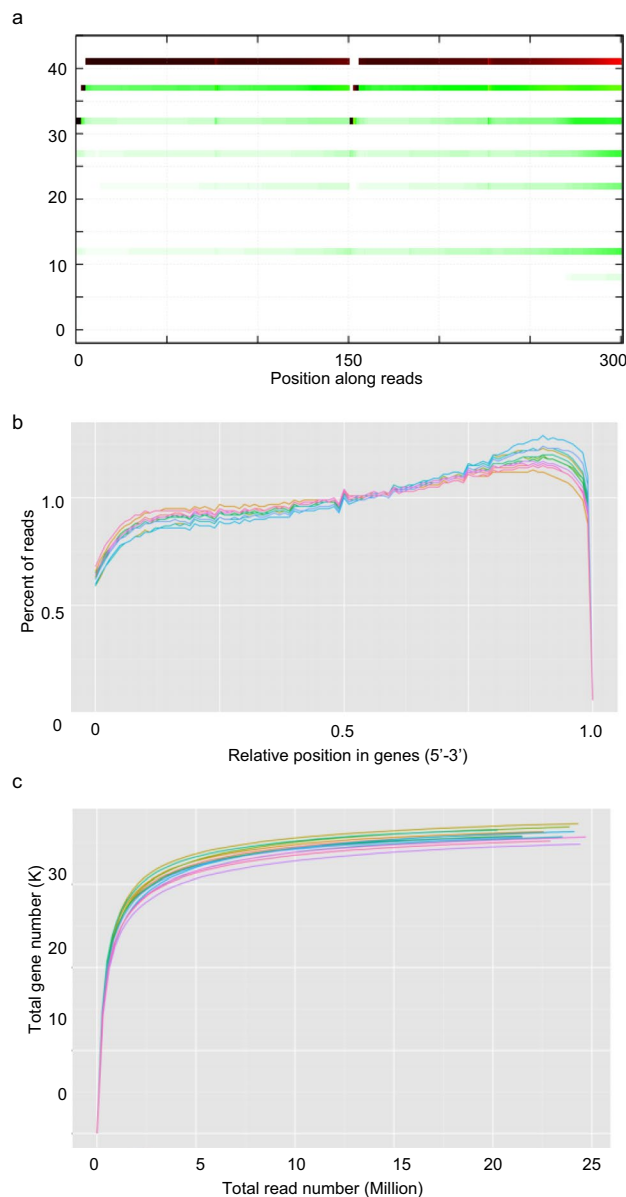 a
40
30
20
10
0
0 150 300
Position along reads
b
1.0
0.5
0
Percent of reads
0 0.5 1.0
Relative position in genes (5'-3')
c
30
20
10
0
Total gene number (K)
0 5 10 15 20 25
Total read number (Million)